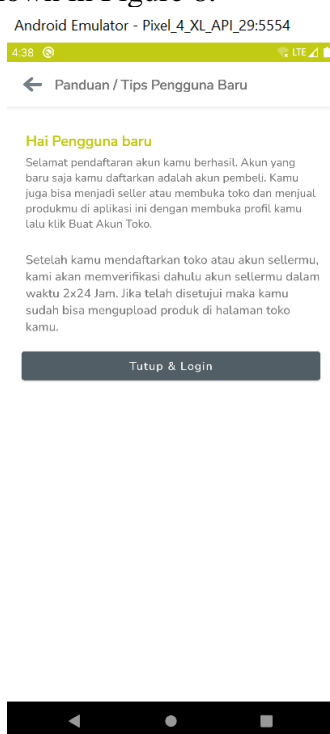 own in Figure 8.
Android Emulator - Pixel_4_XL_API_29:5554
4:38
LTE
Panduan / Tips Pengguna Baru
Hai Pengguna baru
Selamat pendaftaran akun kamu berhasil. Akun yang
baru saja kamu daftarkan adalah akun pembeli. Kamu
juga bisa menjadi seller atau membuka toko dan menjual
produkmu di aplikasi ini dengan membuka profil kamu
lalu klik Buat Akun Toko.
Setelah kamu mendaftarkan toko atau akun sellermu,
kami akan memverifikasi dahulu akun sellermu dalam
waktu 2x24 Jam. Jika telah disetujui maka kamu
sudah bisa mengupload produk di halaman toko
kamu.
Tutup & Login